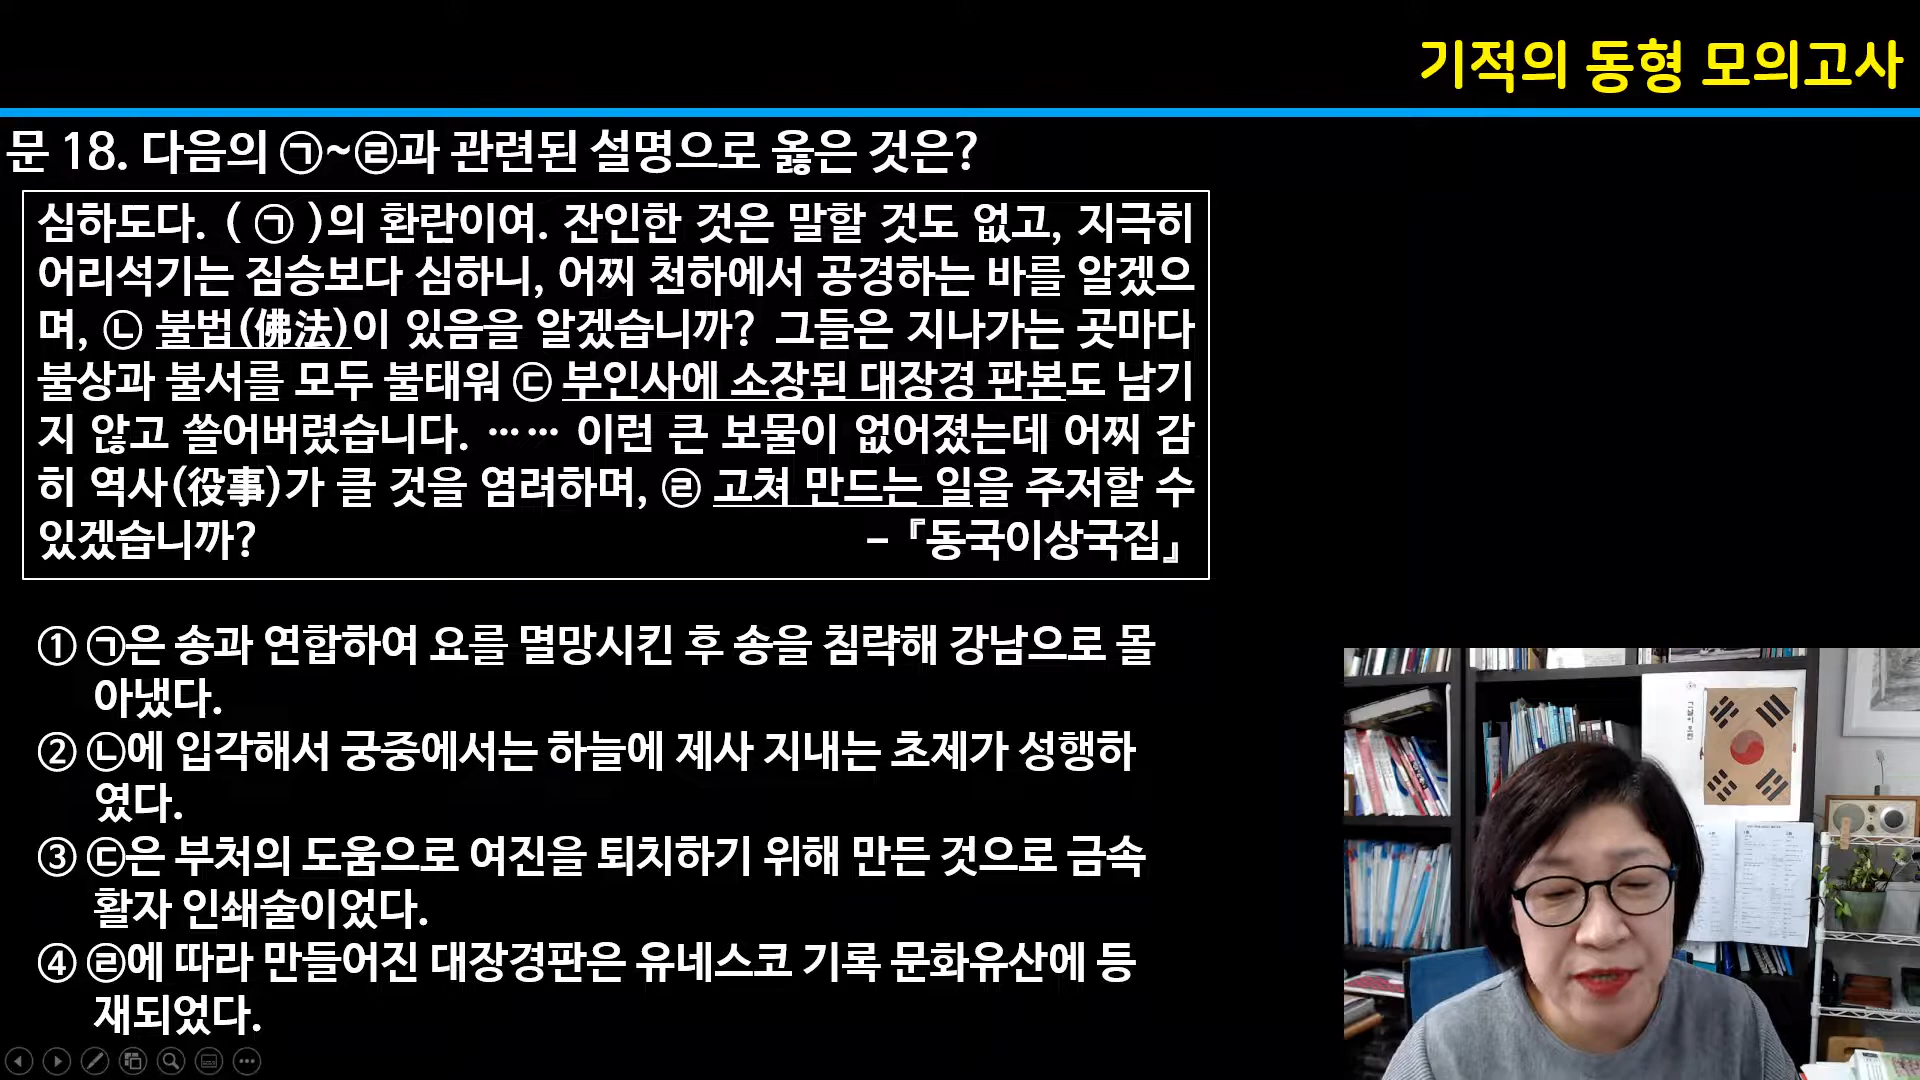 기적의 동형 모의고사
문 18. 다음의 ㉠~㉣과 관련된 설명으로 옳은 것은?
심하도다. ( ㉠ )의 환란이여. 잔인한 것은 말할 것도 없고, 지극히
어리석기는 짐승보다 심하니, 어찌 천하에서 공경하는 바를 알겠으
며, ㉡ 불법(佛法)이 있음을 알겠습니까? 그들은 지나가는 곳마다
불상과 불서를 모두 불태워 ㉢ 부인사에 소장된 대장경 판본도 남기
지 않고 쓸어버렸습니다. …… 이런 큰 보물이 없어졌는데 어찌 감
히 역사(役事)가 클 것을 염려하며, ㉣ 고쳐 만드는 일을 주저할 수
있겠습니까? -『동국이상국집』
① ㉠은 송과 연합하여 요를 멸망시킨 후 송을 침략해 강남으로 몰
아냈다.
② ㉡에 입각해서 궁중에서는 하늘에 제사 지내는 초제가 성행하
였다.
③ ㉢은 부처의 도움으로 여진을 퇴치하기 위해 만든 것으로 금속
활자 인쇄술이었다.
④ ㉣에 따라 만들어진 대장경판은 유네스코 기록 문화유산에 등
재되었다.